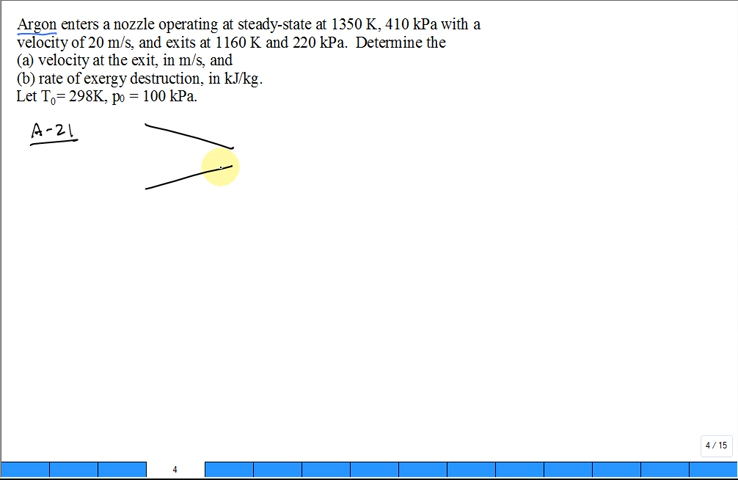 Argon enters a nozzle operating at steady-state at 1350 K, 410 kPa with a
velocity of 20 m/s, and exits at 1160 K and 220 kPa.  Determine the
(a) velocity at the exit, in m/s, and
(b) rate of exergy destruction, in kJ/kg.
Let T₀= 298K, p₀ = 100 kPa.
A-21
4 / 15
4